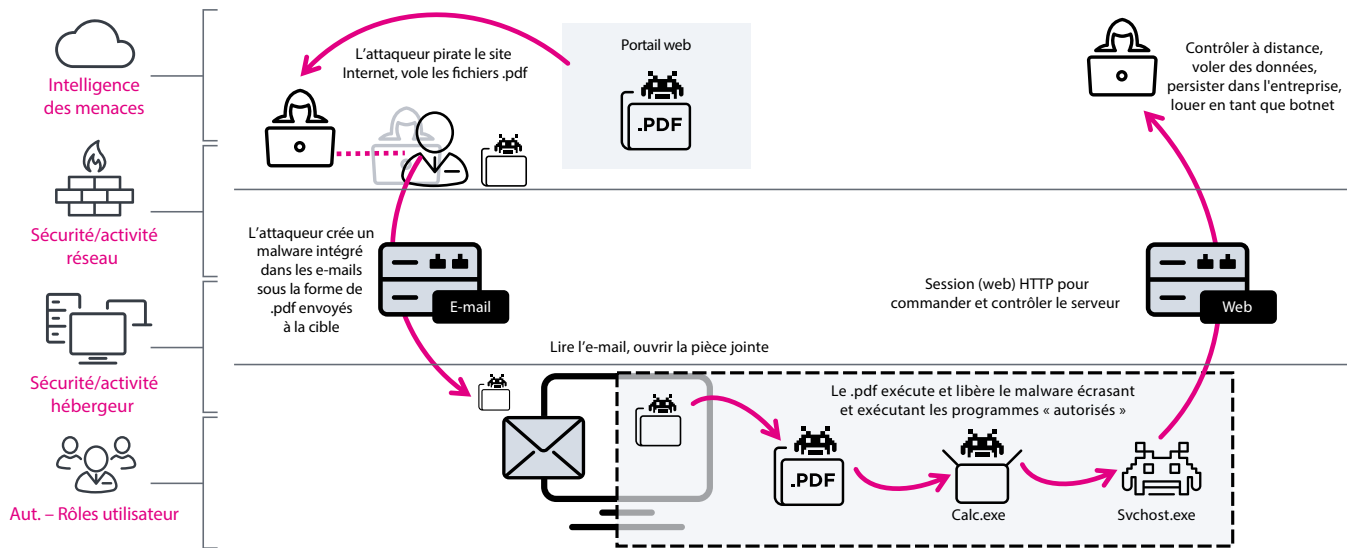 Intelligence
des menaces
Sécurité/activité
réseau
Sécurité/activité
hébergeur
Aut. – Rôles utilisateur
L'attaqueur pirate le site
Internet, vole les fichiers .pdf
Portail web
.PDF
Contrôler à distance,
voler des données,
persister dans l'entreprise,
louer en tant que botnet
L'attaqueur crée un
malware intégré
dans les e-mails
sous la forme de
.pdf envoyés
à la cible
E-mail
Session (web) HTTP pour
commander et contrôler le serveur
Web
Lire l'e-mail, ouvrir la pièce jointe
Le .pdf exécute et libère le malware écrasant
et exécutant les programmes « autorisés »
.PDF
Calc.exe
Svchost.exe